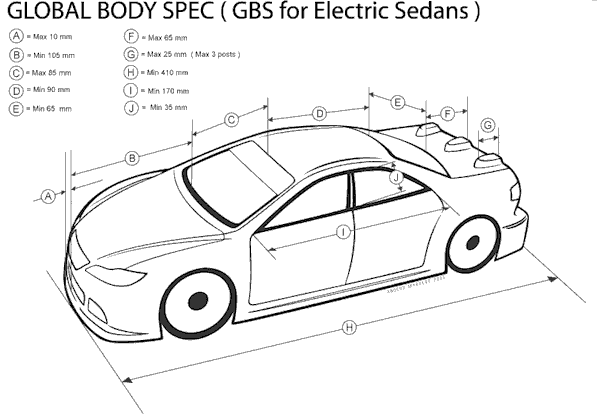 GLOBAL BODY SPEC ( GBS for Electric Sedans )
A = Max 10 mm
B = Min 105 mm
C = Max 85 mm
D = Min 90 mm
E = Min 65 mm
F = Max 65 mm
G = Max 25 mm ( Max 3 posts )
H = Min 410 mm
I = Min 170 mm
J = Min 35 mm
E
F
D
C
G
B
J
A
I
H